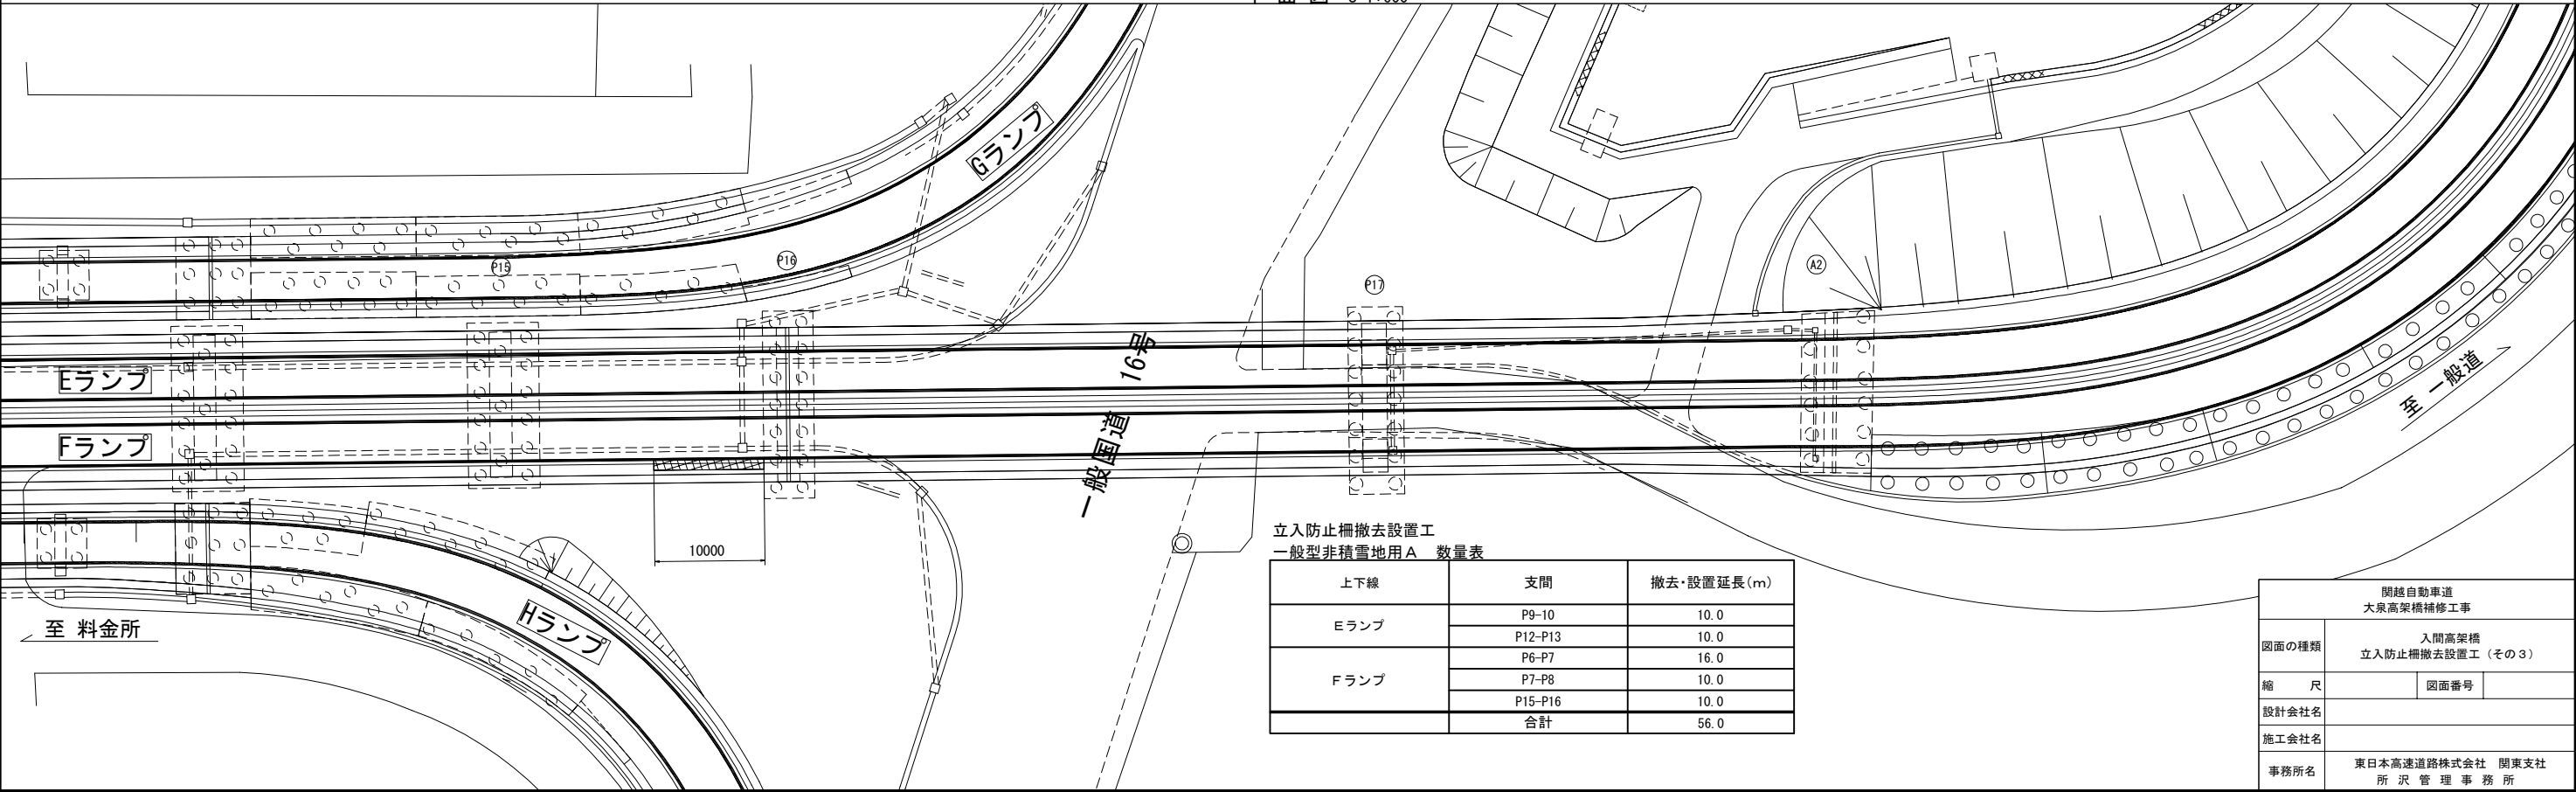 Gランプ
P15
P16
P17
A2
Eランプ
Fランプ
一般国道 16号
至 一般道
10000
至 料金所
Hランプ
立入防止柵撤去設置工
一般型非積雪地用A 数量表
上下線 支間 撤去・設置延長(m)
Eランプ P9-10 10.0
P12-P13 10.0
Fランプ P6-P7 16.0
P7-P8 10.0
P15-P16 10.0
合計 56.0
関越自動車道
大泉高架橋補修工事
図面の種類 入間高架橋
立入防止柵撤去設置工(その3)
縮 尺 図面番号
設計会社名
施工会社名
事務所名 東日本高速道路株式会社 関東支社
所沢管理事務所